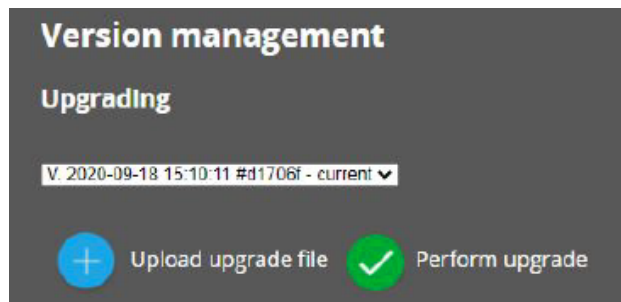 Version management
Upgrading
V. 2020-09-18 15:10:11 #d1706f - current
Upload upgrade file Perform upgrade